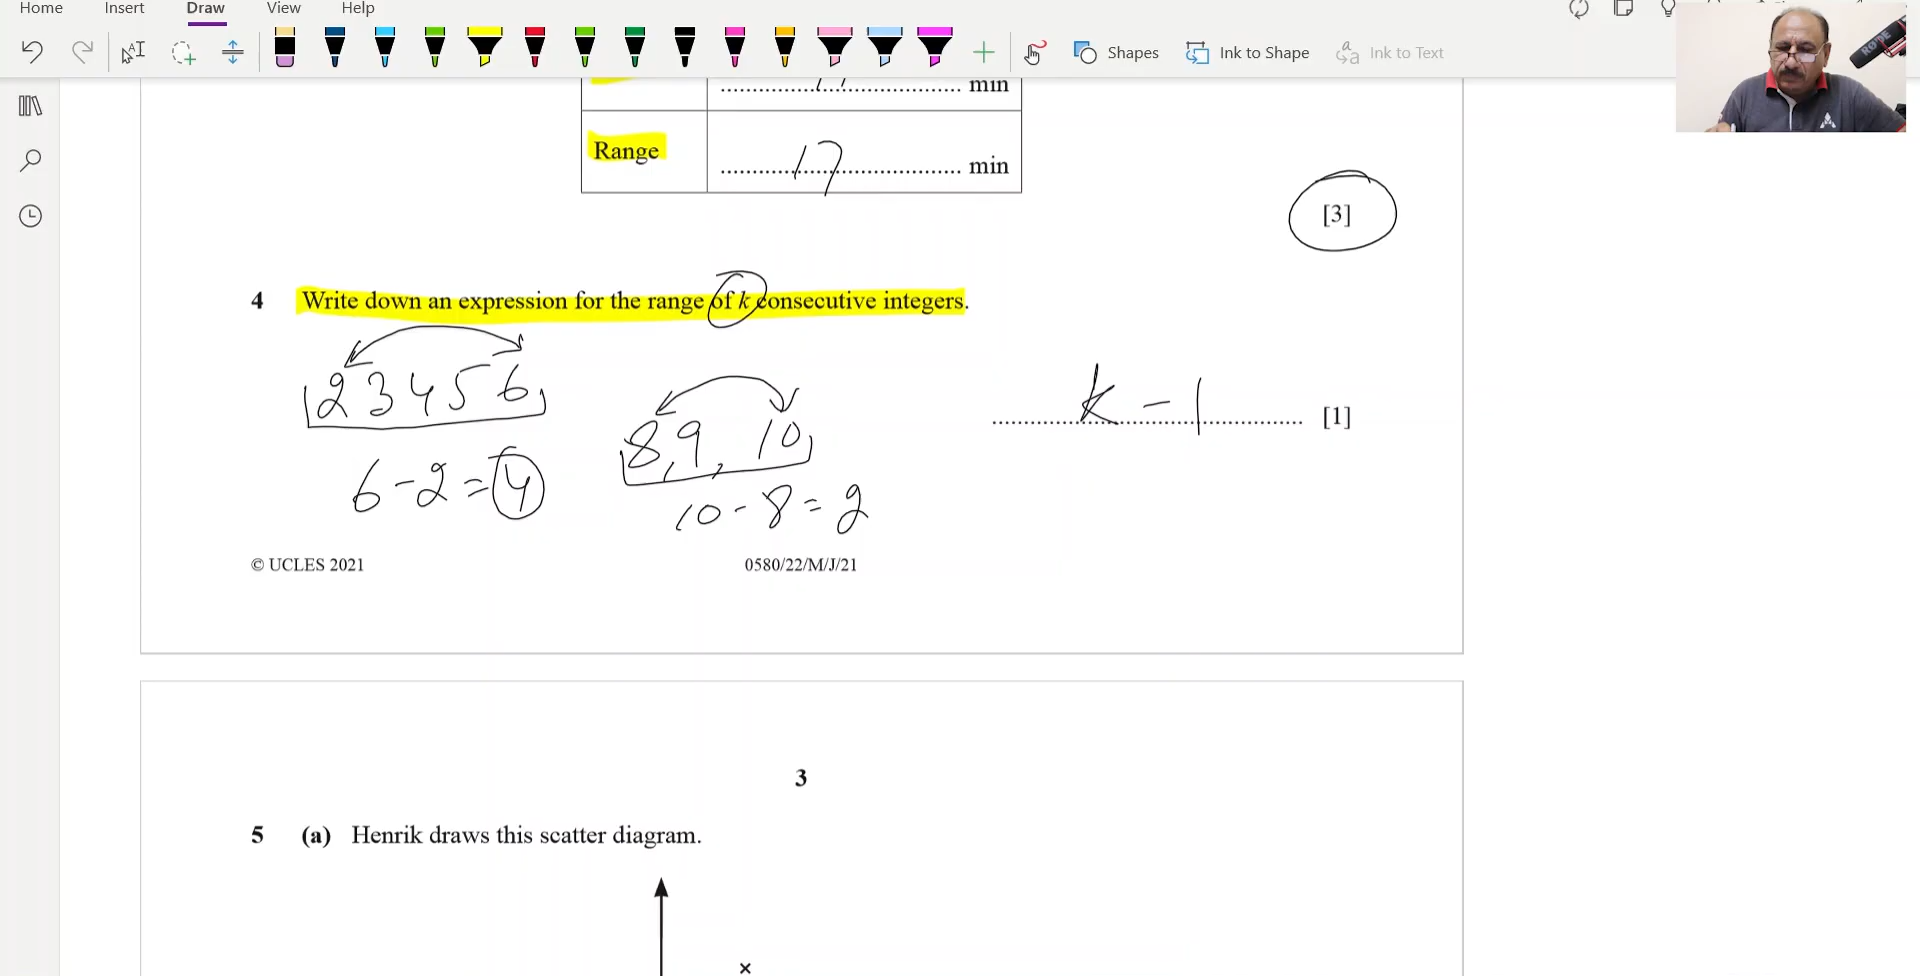 Home Insert Draw View Help
Shapes Ink to Shape Ink to Text
RØDE
min
Range 17 min
[3]
4 Write down an expression for the range of k consecutive integers.
2 3 4 5 6
8, 9, 10,
k - 1 [1]
6 - 2 = 4
10 - 8 = 2
© UCLES 2021 0580/22/M/J/21
3
5 (a) Henrik draws this scatter diagram.